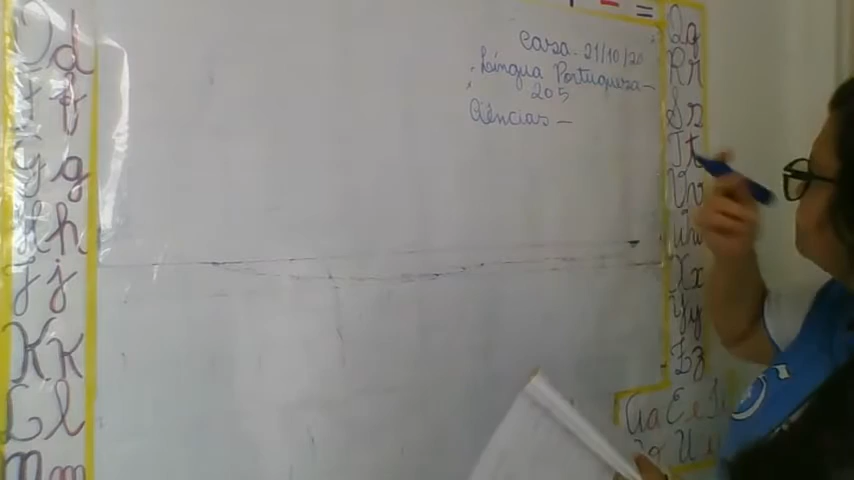 Casa - 21/10/20
Língua Portuguesa -
205
Ciências -
D d
g
H h
J j
K k
L l
M m
Q q
R r
S s
T t
V v
W w
X x
Y y
Z z
A a E e I i
O o U u